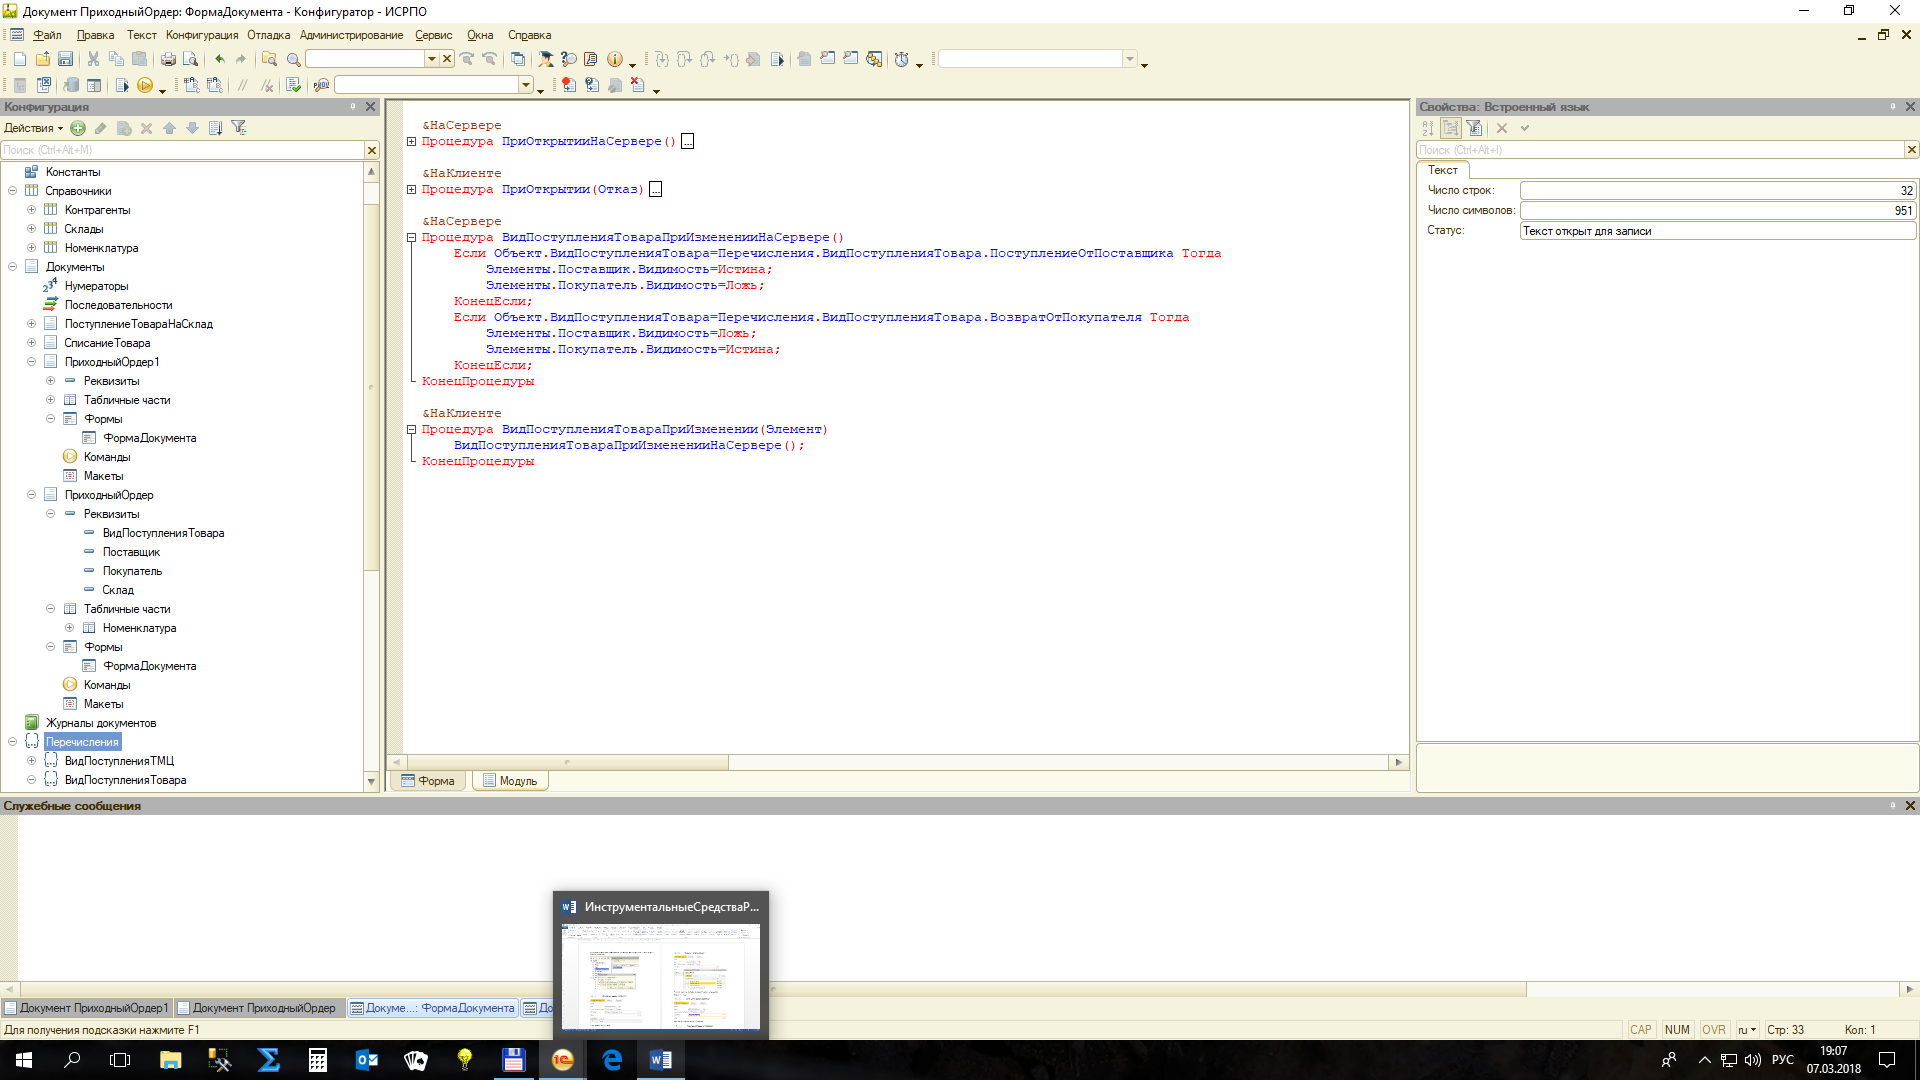 Документ ПриходныйОрдер: ФормаДокумента - Конфигуратор - ИСРПО
Файл Правка Текст Конфигурация Отладка Администрирование Сервис Окна Справка
Конфигурация
Действия
Поиск (Ctrl+Alt+M)
Константы
Справочники
Контрагенты
Склады
Номенклатура
Документы
Нумераторы
Последовательности
ПоступлениеТовараНаСклад
СписаниеТовара
ПриходныйОрдер1
Реквизиты
Табличные части
Формы
ФормаДокумента
Команды
Макеты
ПриходныйОрдер
Реквизиты
ВидПоступленияТовара
Поставщик
Покупатель
Склад
Табличные части
Номенклатура
Формы
ФормаДокумента
Команды
Макеты
Журналы документов
Перечисления
ВидПоступленияТМЦ
ВидПоступленияТовара
&НаСервере
Процедура ПриОткрытииНаСервере() ...
&НаКлиенте
Процедура ПриОткрытии(Отказ) ...
&НаСервере
Процедура ВидПоступленияТовараПриИзмененииНаСервере()
Если Объект.ВидПоступленияТовара=Перечисления.ВидПоступленияТовара.ПоступлениеОтПоставщика Тогда
Элементы.Поставщик.Видимость=Истина;
Элементы.Покупатель.Видимость=Ложь;
КонецЕсли;
Если Объект.ВидПоступленияТовара=Перечисления.ВидПоступленияТовара.ВозвратОтПокупателя Тогда
Элементы.Поставщик.Видимость=Ложь;
Элементы.Покупатель.Видимость=Истина;
КонецЕсли;
КонецПроцедуры
&НаКлиенте
Процедура ВидПоступленияТовараПриИзменении(Элемент)
ВидПоступленияТовараПриИзмененииНаСервере();
КонецПроцедуры
Форма Модуль
Свойства: Встроенный язык
Поиск (Ctrl+Alt+I)
Текст
Число строк: 32
Число символов: 951
Статус: Текст открыт для записи
Служебные сообщения
ИнструментальныеСредстваР...
Документ ПриходныйОрдер1 Документ ПриходныйОрдер Докуме...: ФормаДокумента До
Для получения подсказки нажмите F1 CAP NUM OVR ru Стр: 33 Кол: 1
РУС 19:07
07.03.2018